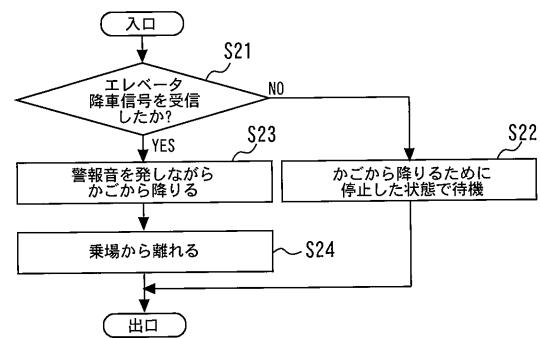 入口
S21
エレベータ
降車信号を受信
したか?
NO
YES
S23
S22
警報音を発しながら
かごから降りる
かごから降りるために
停止した状態で待機
乗場から離れる
S24
出口